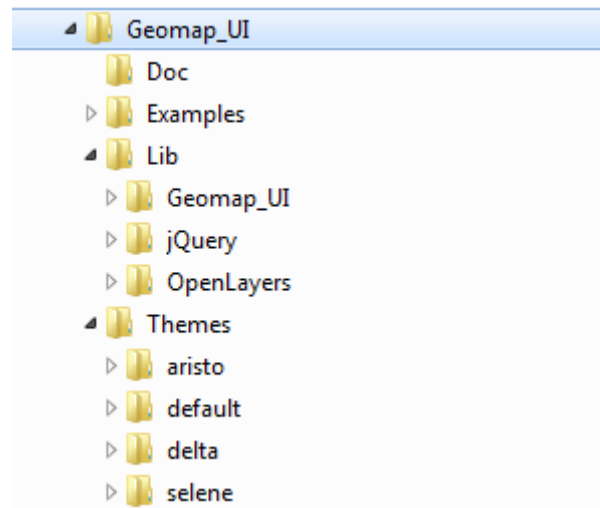 Geomap_UI
Doc
Examples
Lib
Geomap_UI
jQuery
OpenLayers
Themes
aristo
default
delta
selene